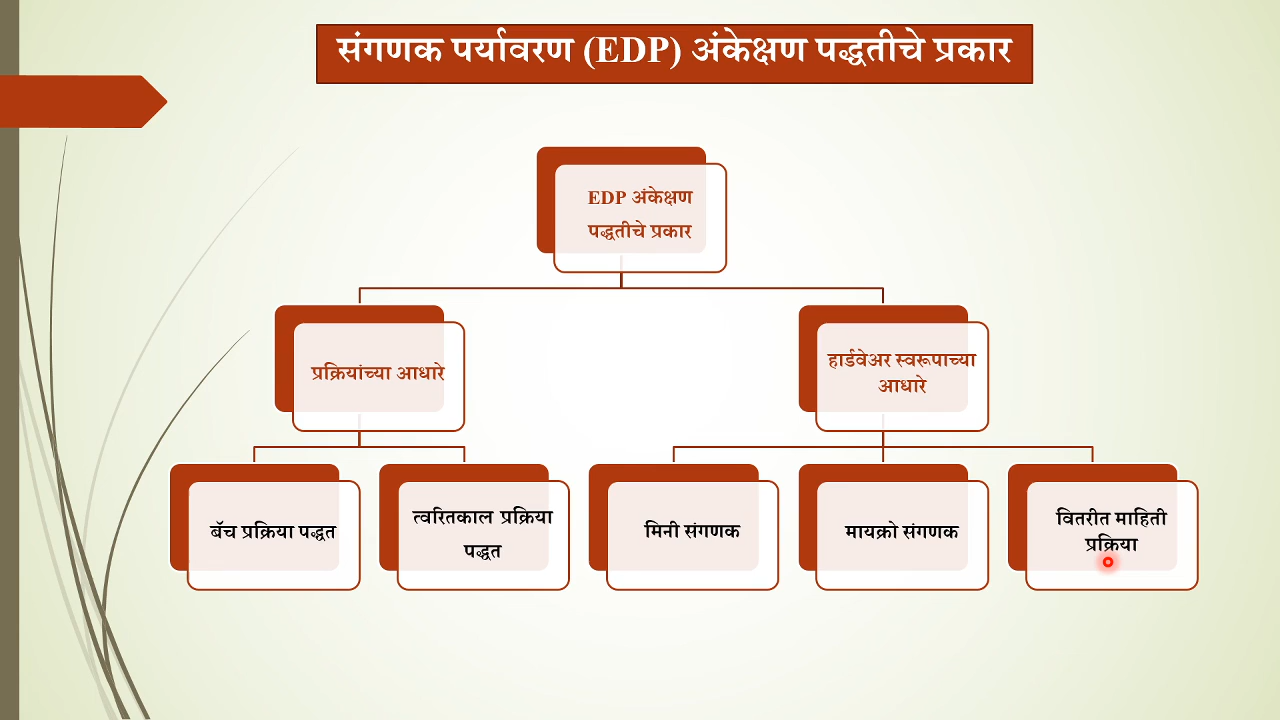 संगणक पर्यावरण (EDP) अंकेक्षण पद्धतीचे प्रकार
EDP अंकेक्षण
पद्धतीचे प्रकार
प्रक्रियांच्या आधारे
हार्डवेअर स्वरूपाच्या
आधारे
बॅच प्रक्रिया पद्धत
त्वरितकाल प्रक्रिया
पद्धत
मिनी संगणक
मायक्रो संगणक
वितरीत माहिती
प्रक्रिया